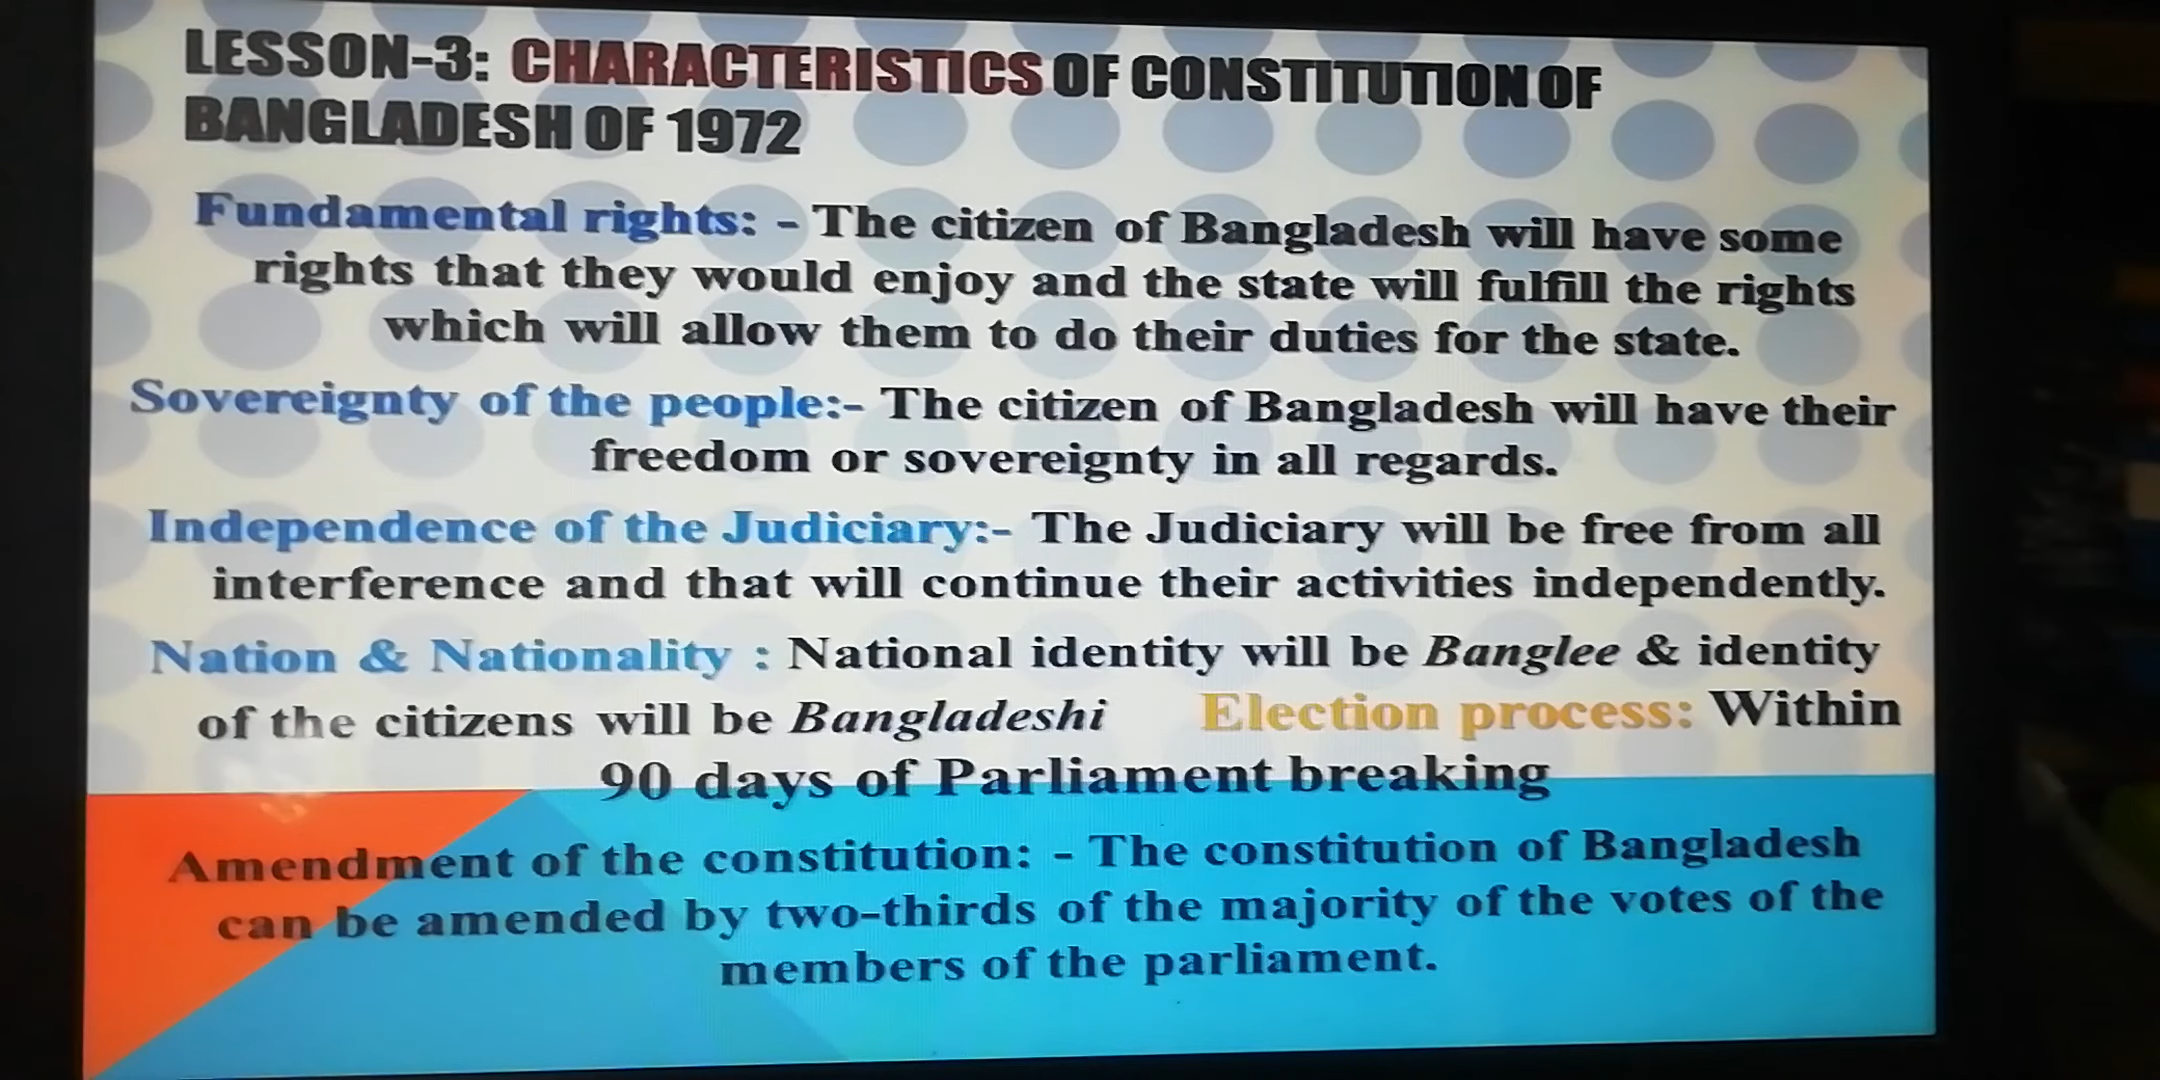 LESSON-3: CHARACTERISTICS OF CONSTITUTION OF
BANGLADESH OF 1972
Fundamental rights: - The citizen of Bangladesh will have some
rights that they would enjoy and the state will fulfill the rights
which will allow them to do their duties for the state.
Sovereignty of the people:- The citizen of Bangladesh will have their
freedom or sovereignty in all regards.
Independence of the Judiciary:- The Judiciary will be free from all
interference and that will continue their activities independently.
Nation & Nationality : National identity will be Banglee & identity
of the citizens will be Bangladeshi Election process: Within
90 days of Parliament breaking
Amendment of the constitution: - The constitution of Bangladesh
can be amended by two-thirds of the majority of the votes of the
members of the parliament.